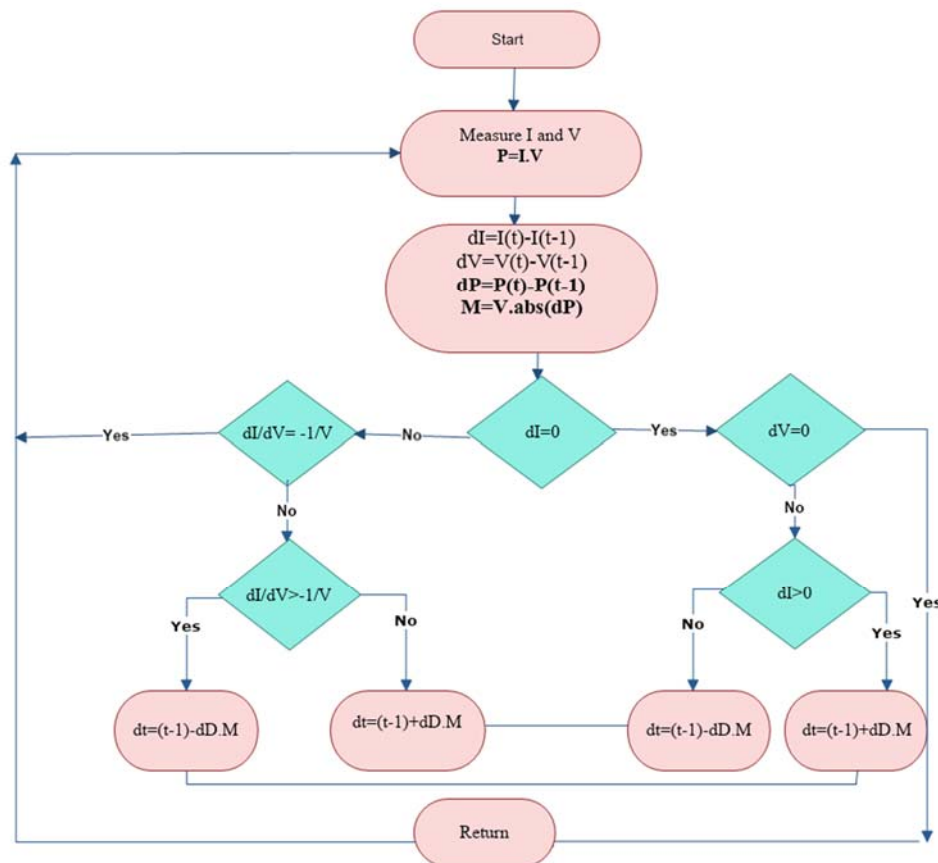 Start
Measure I and V
P=I.V
dI=I(t)-I(t-1)
dV=V(t)-V(t-1)
dP=P(t)-P(t-1)
M=V.abs(dP)
Yes
dI/dV= -1/V
No
dI=0
Yes
dV=0
No
No
dI/dV>-1/V
dI>0
Yes
Yes
No
No
Yes
dt=(t-1)-dD.M
dt=(t-1)+dD.M
dt=(t-1)-dD.M
dt=(t-1)+dD.M
Return